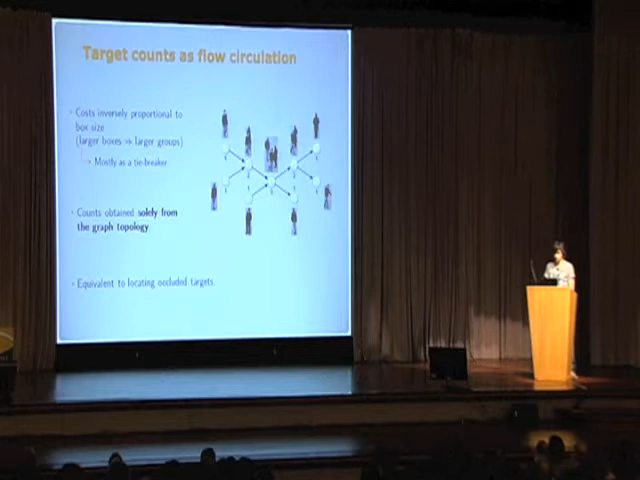 Target counts as flow circulation
Costs inversely proportional to
box size
(larger boxes ⇒ larger groups)
Mostly as a tie-breaker
Counts obtained solely from
the graph topology
Equivalent to locating occluded targets